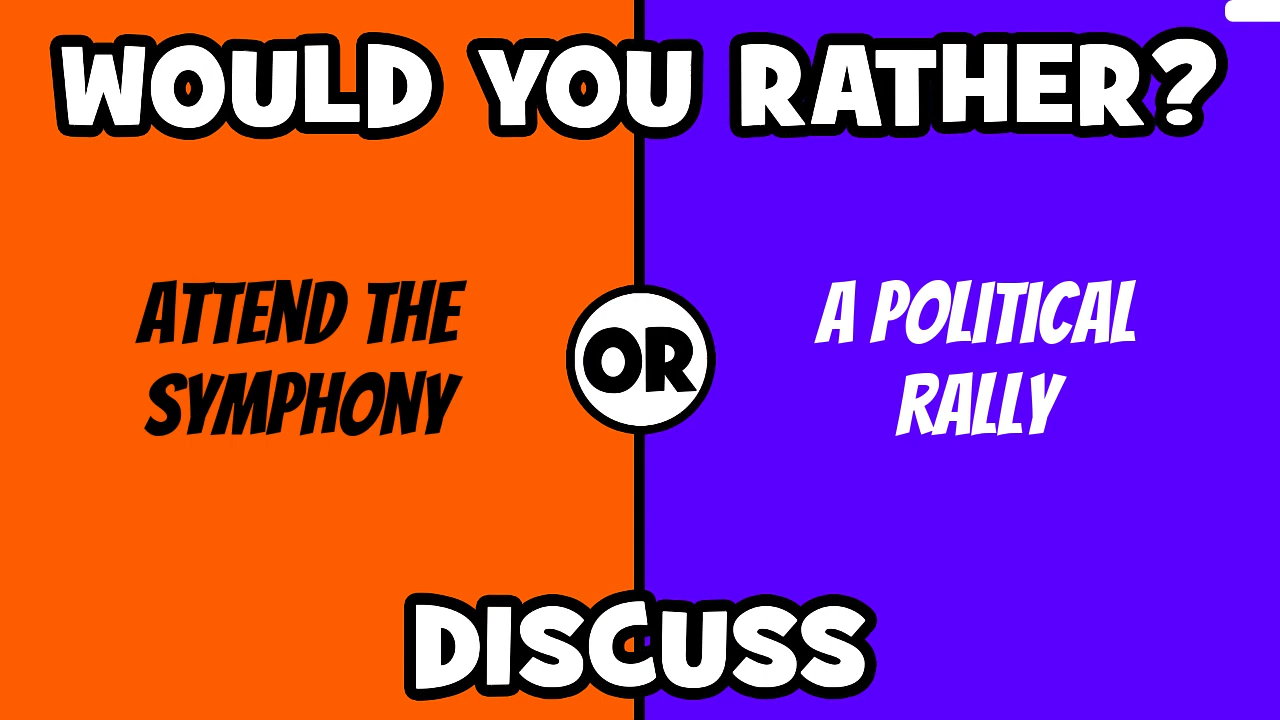 WOULD YOU RATHER?
ATTEND THE
SYMPHONY
OR
A POLITICAL
RALLY
DISCUSS